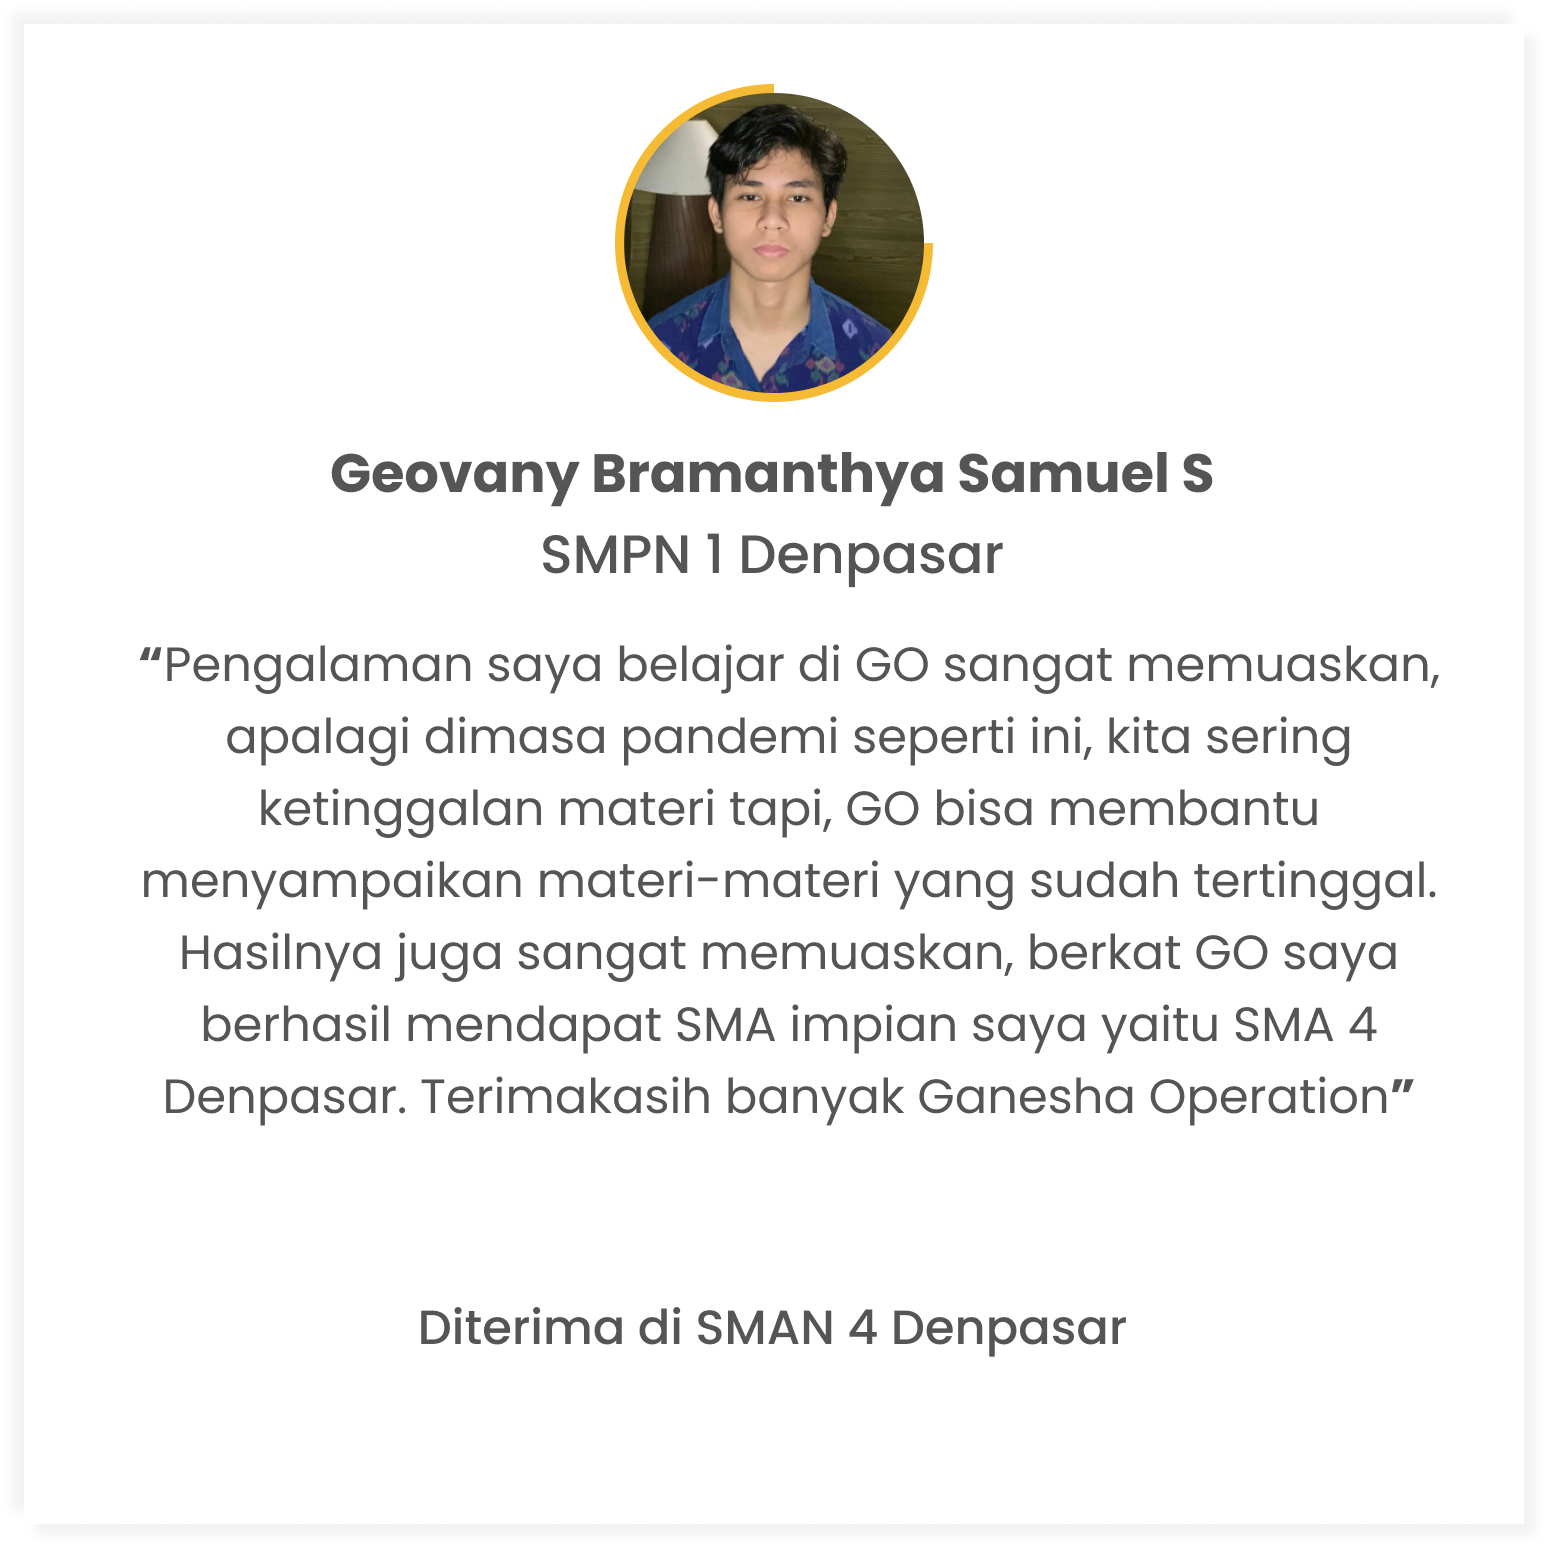 Geovany Bramanthya Samuel S
SMPN 1 Denpasar
“Pengalaman saya belajar di GO sangat memuaskan,
apalagi dimasa pandemi seperti ini, kita sering
ketinggalan materi tapi, GO bisa membantu
menyampaikan materi-materi yang sudah tertinggal.
Hasilnya juga sangat memuaskan, berkat GO saya
berhasil mendapat SMA impian saya yaitu SMA 4
Denpasar. Terimakasih banyak Ganesha Operation”
Diterima di SMAN 4 Denpasar